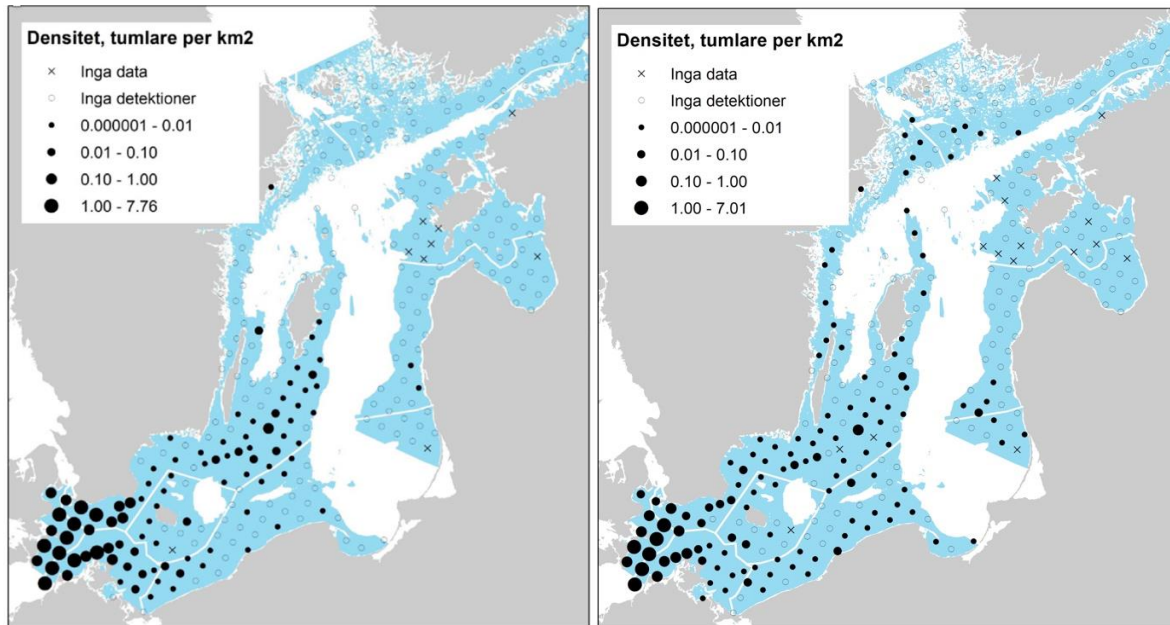 Densitet, tumlare per km2
Inga data
Inga detektioner
0.000001 - 0.01
0.01 - 0.10
0.10 - 1.00
1.00 - 7.76
Densitet, tumlare per km2
Inga data
Inga detektioner
0.000001 - 0.01
0.01 - 0.10
0.10 - 1.00
1.00 - 7.01